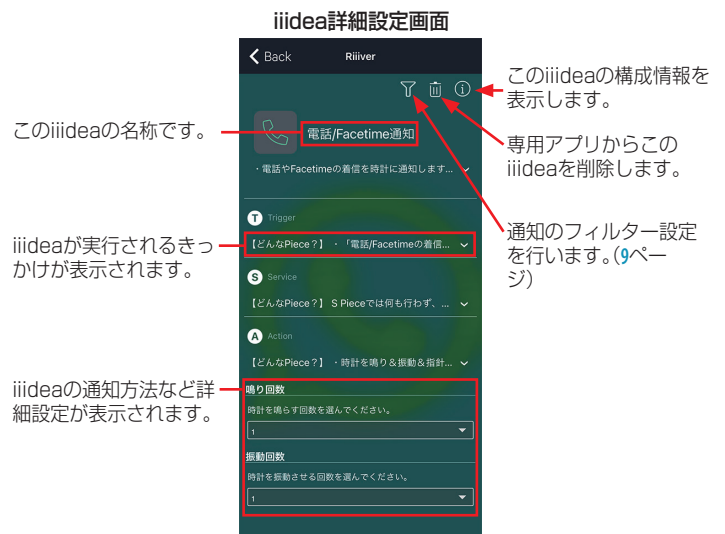 iiidea詳細設定画面
Back
Riiiver
このiiideaの構成情報を
表示します。
このiiideaの名称です。
電話/Facetime通知
専用アプリからこの
iiideaを削除します。
・電話やFacetimeの着信を時計に通知します...
T Trigger
通知のフィルター設定
を行います。(9ペー
ジ)
iiideaが実行されるきっ
かけが表示されます。
【どんなPiece？】 ・「電話/Facetimeの着信...
S Service
【どんなPiece？】 S Pieceでは何も行わず、...
A Action
【どんなPiece？】 ・時計を鳴り＆振動＆指針...
iiideaの通知方法など詳
細設定が表示されます。
鳴り回数
時計を鳴らす回数を選んでください。
1
振動回数
時計を振動させる回数を選んでください。
1